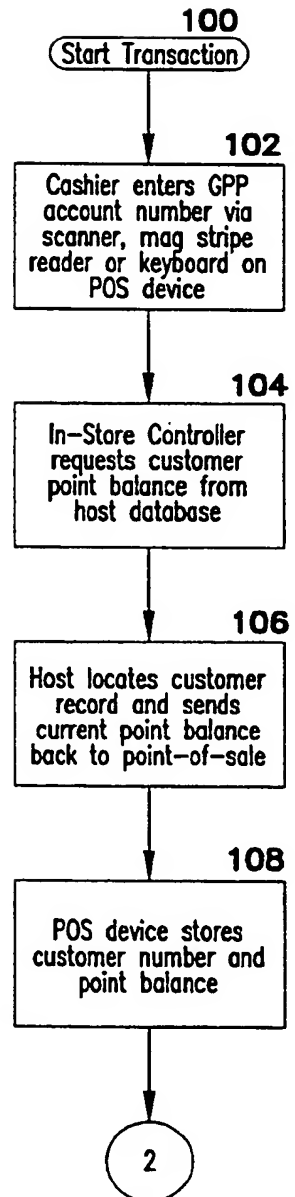 100
Start Transaction
102
Cashier enters GPP
account number via
scanner, mag stripe
reader or keyboard on
POS device
104
In-Store Controller
requests customer
point balance from
host database
106
Host locates customer
record and sends
current point balance
back to point-of-sale
108
POS device stores
customer number and
point balance
2